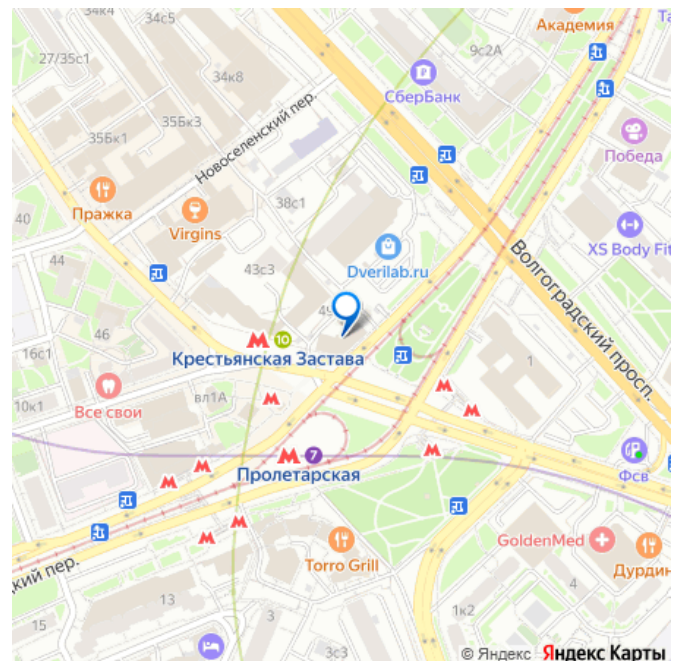 34к4
34с5
Академия
27/35с1
9с2А
34к8
СберБанк
35Бк3
35Бк1
Новоселенский пер.
Победа
Пражка
38с1
40
Virgins
XS Body Fit
Dverilab.ru
Волгоградский просп.
44
43с3
46
16с1
10
Крестьянская Застава
1
10к1
Все свои
вл1А
7
Пролетарская
Фсв
GoldenMed
Torro Grill
Дурдин
кий пер.
4
13
1к2
15
3
3с3
© Яндекс Яндекс Карты